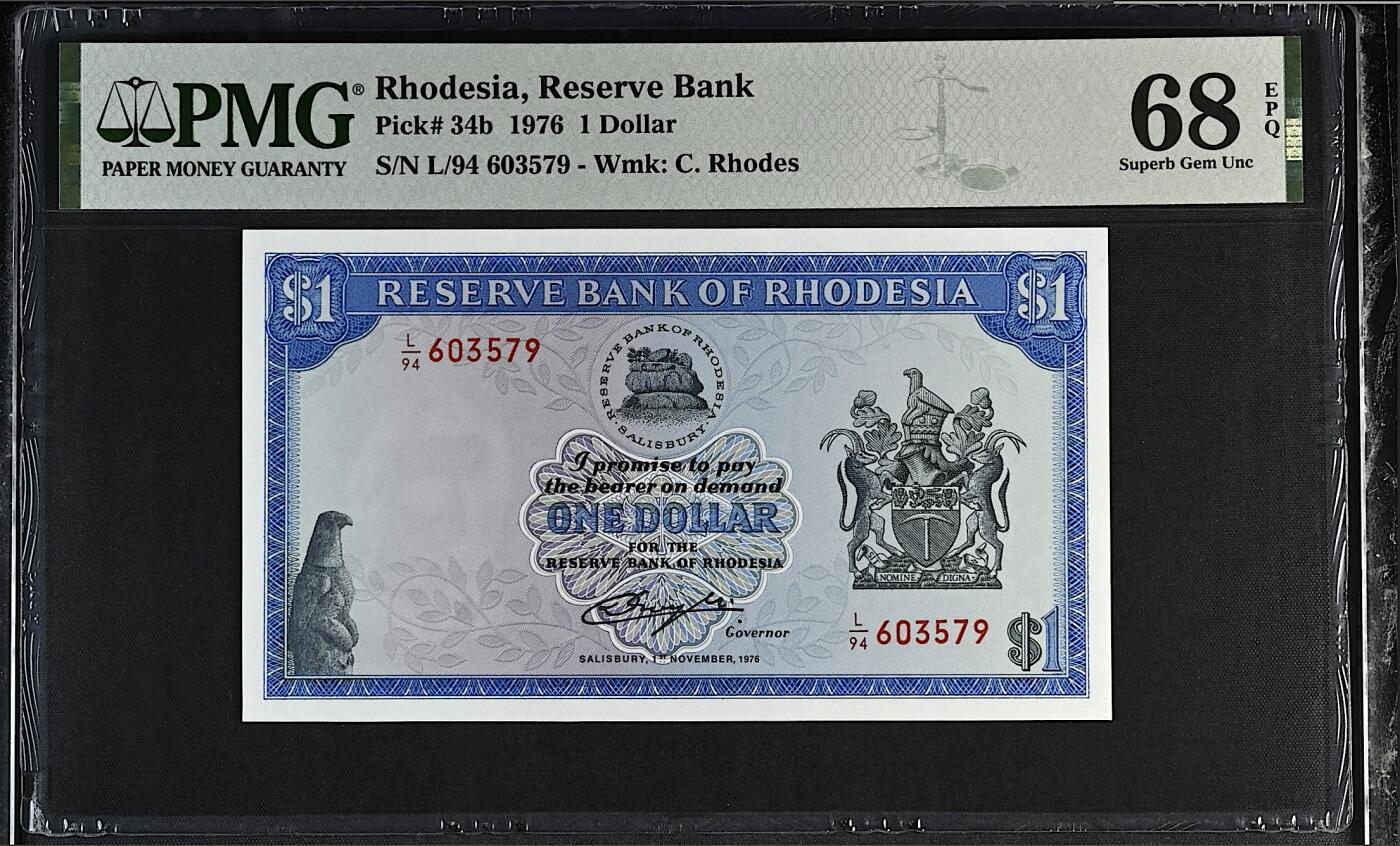 PMG®
PAPER MONEY GUARANTY
Rhodesia, Reserve Bank
Pick# 34b 1976 1 Dollar
S/N L/94 603579 - Wmk: C. Rhodes
68
EPQ
Superb Gem Unc
$1
RESERVE BANK OF RHODESIA
$1
L/94 603579
RESERVE BANK OF RHODESIA
SALISBURY
I promise to pay
the bearer on demand
ONE DOLLAR
FOR THE
RESERVE BANK OF RHODESIA
NOMINE DIGNA
Governor
L/94 603579
$1
SALISBURY, 1ST NOVEMBER, 1976